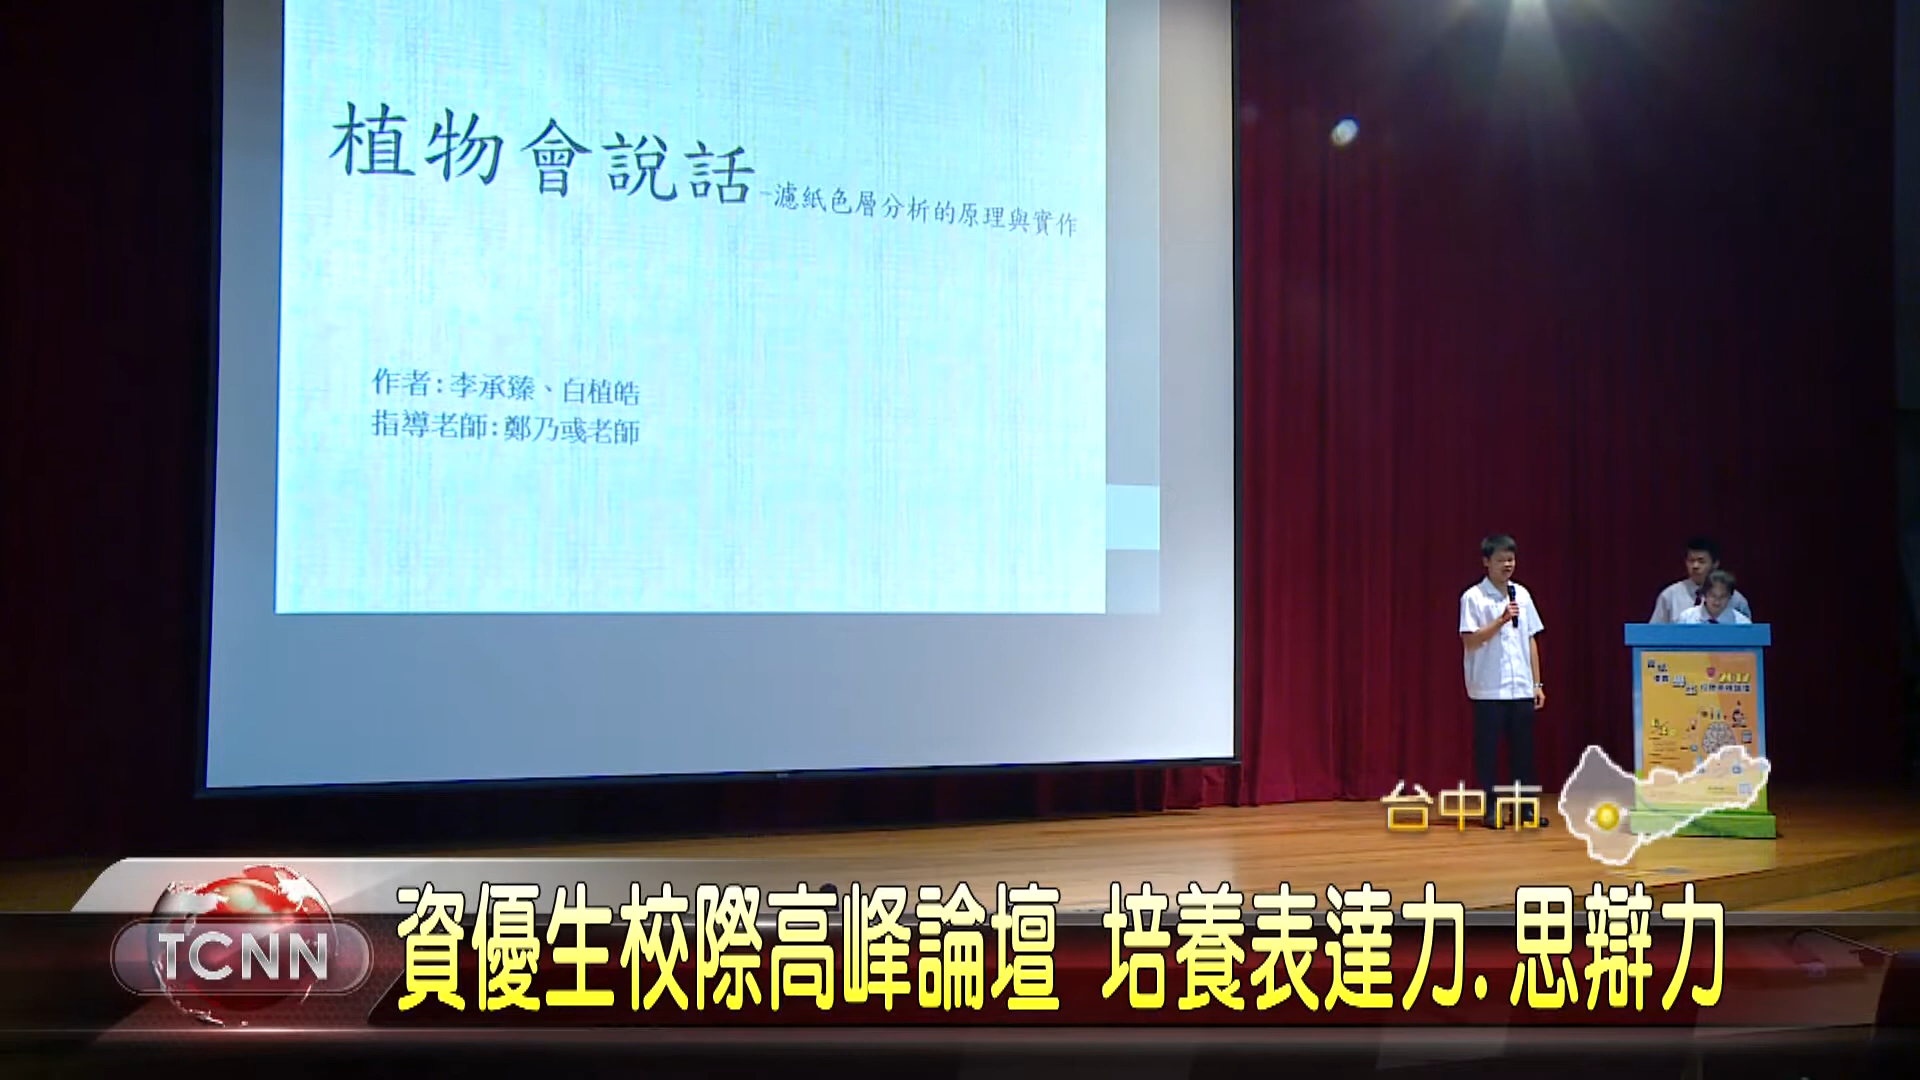 植物會說話-濾紙色層分析的原理與實作
作者:李承臻、白植皓
指導老師:鄭乃彧老師
台中市
TCNN
資優生校際高峰論壇 培養表達力.思辯力